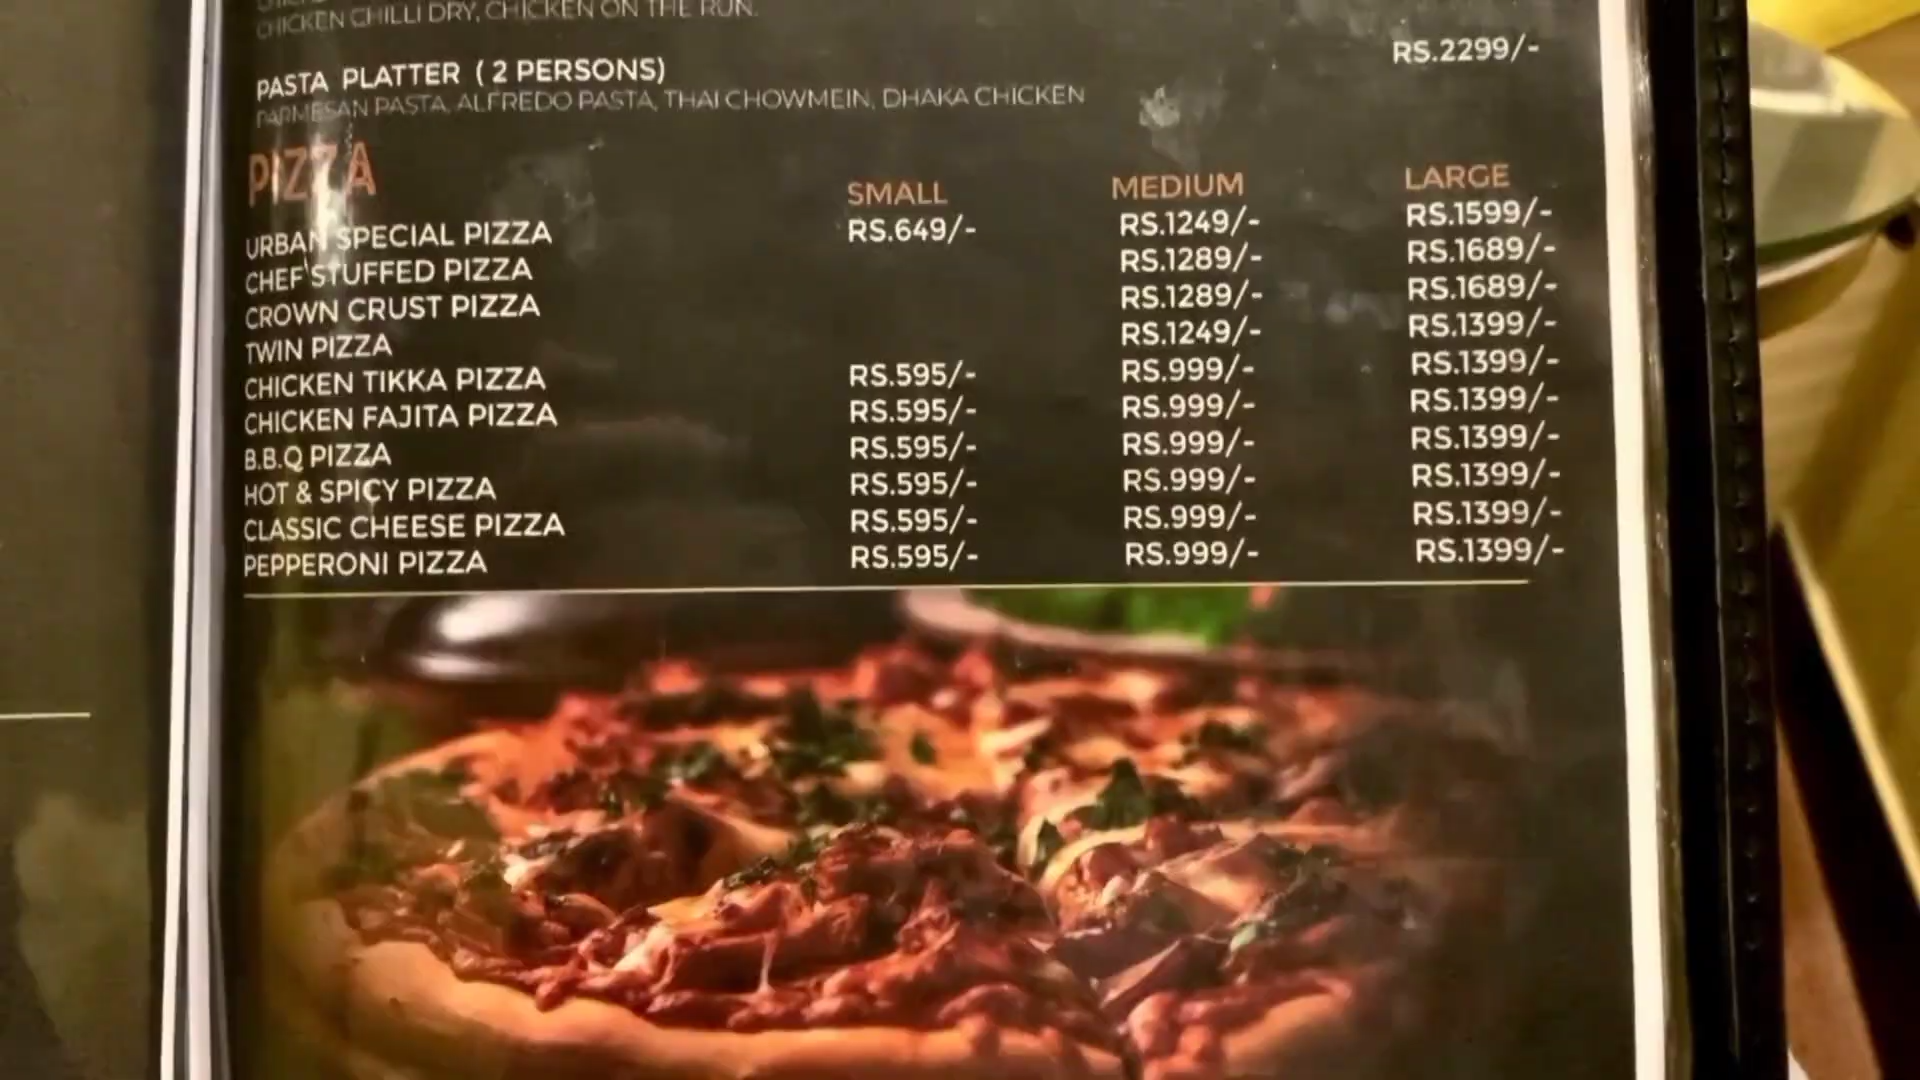 CHICKEN CHILLI DRY, CHICKEN ON THE RUN.
PASTA PLATTER ( 2 PERSONS) RS.2299/-
PARMESAN PASTA, ALFREDO PASTA, THAI CHOWMEIN, DHAKA CHICKEN
PIZZA SMALL MEDIUM LARGE
URBAN SPECIAL PIZZA RS.649/- RS.1249/- RS.1599/-
CHEF'STUFFED PIZZA RS.1289/- RS.1689/-
CROWN CRUST PIZZA RS.1289/- RS.1689/-
TWIN PIZZA RS.1249/- RS.1399/-
CHICKEN TIKKA PIZZA RS.595/- RS.999/- RS.1399/-
CHICKEN FAJITA PIZZA RS.595/- RS.999/- RS.1399/-
B.B.Q PIZZA RS.595/- RS.999/- RS.1399/-
HOT & SPICY PIZZA RS.595/- RS.999/- RS.1399/-
CLASSIC CHEESE PIZZA RS.595/- RS.999/- RS.1399/-
PEPPERONI PIZZA RS.595/- RS.999/- RS.1399/-